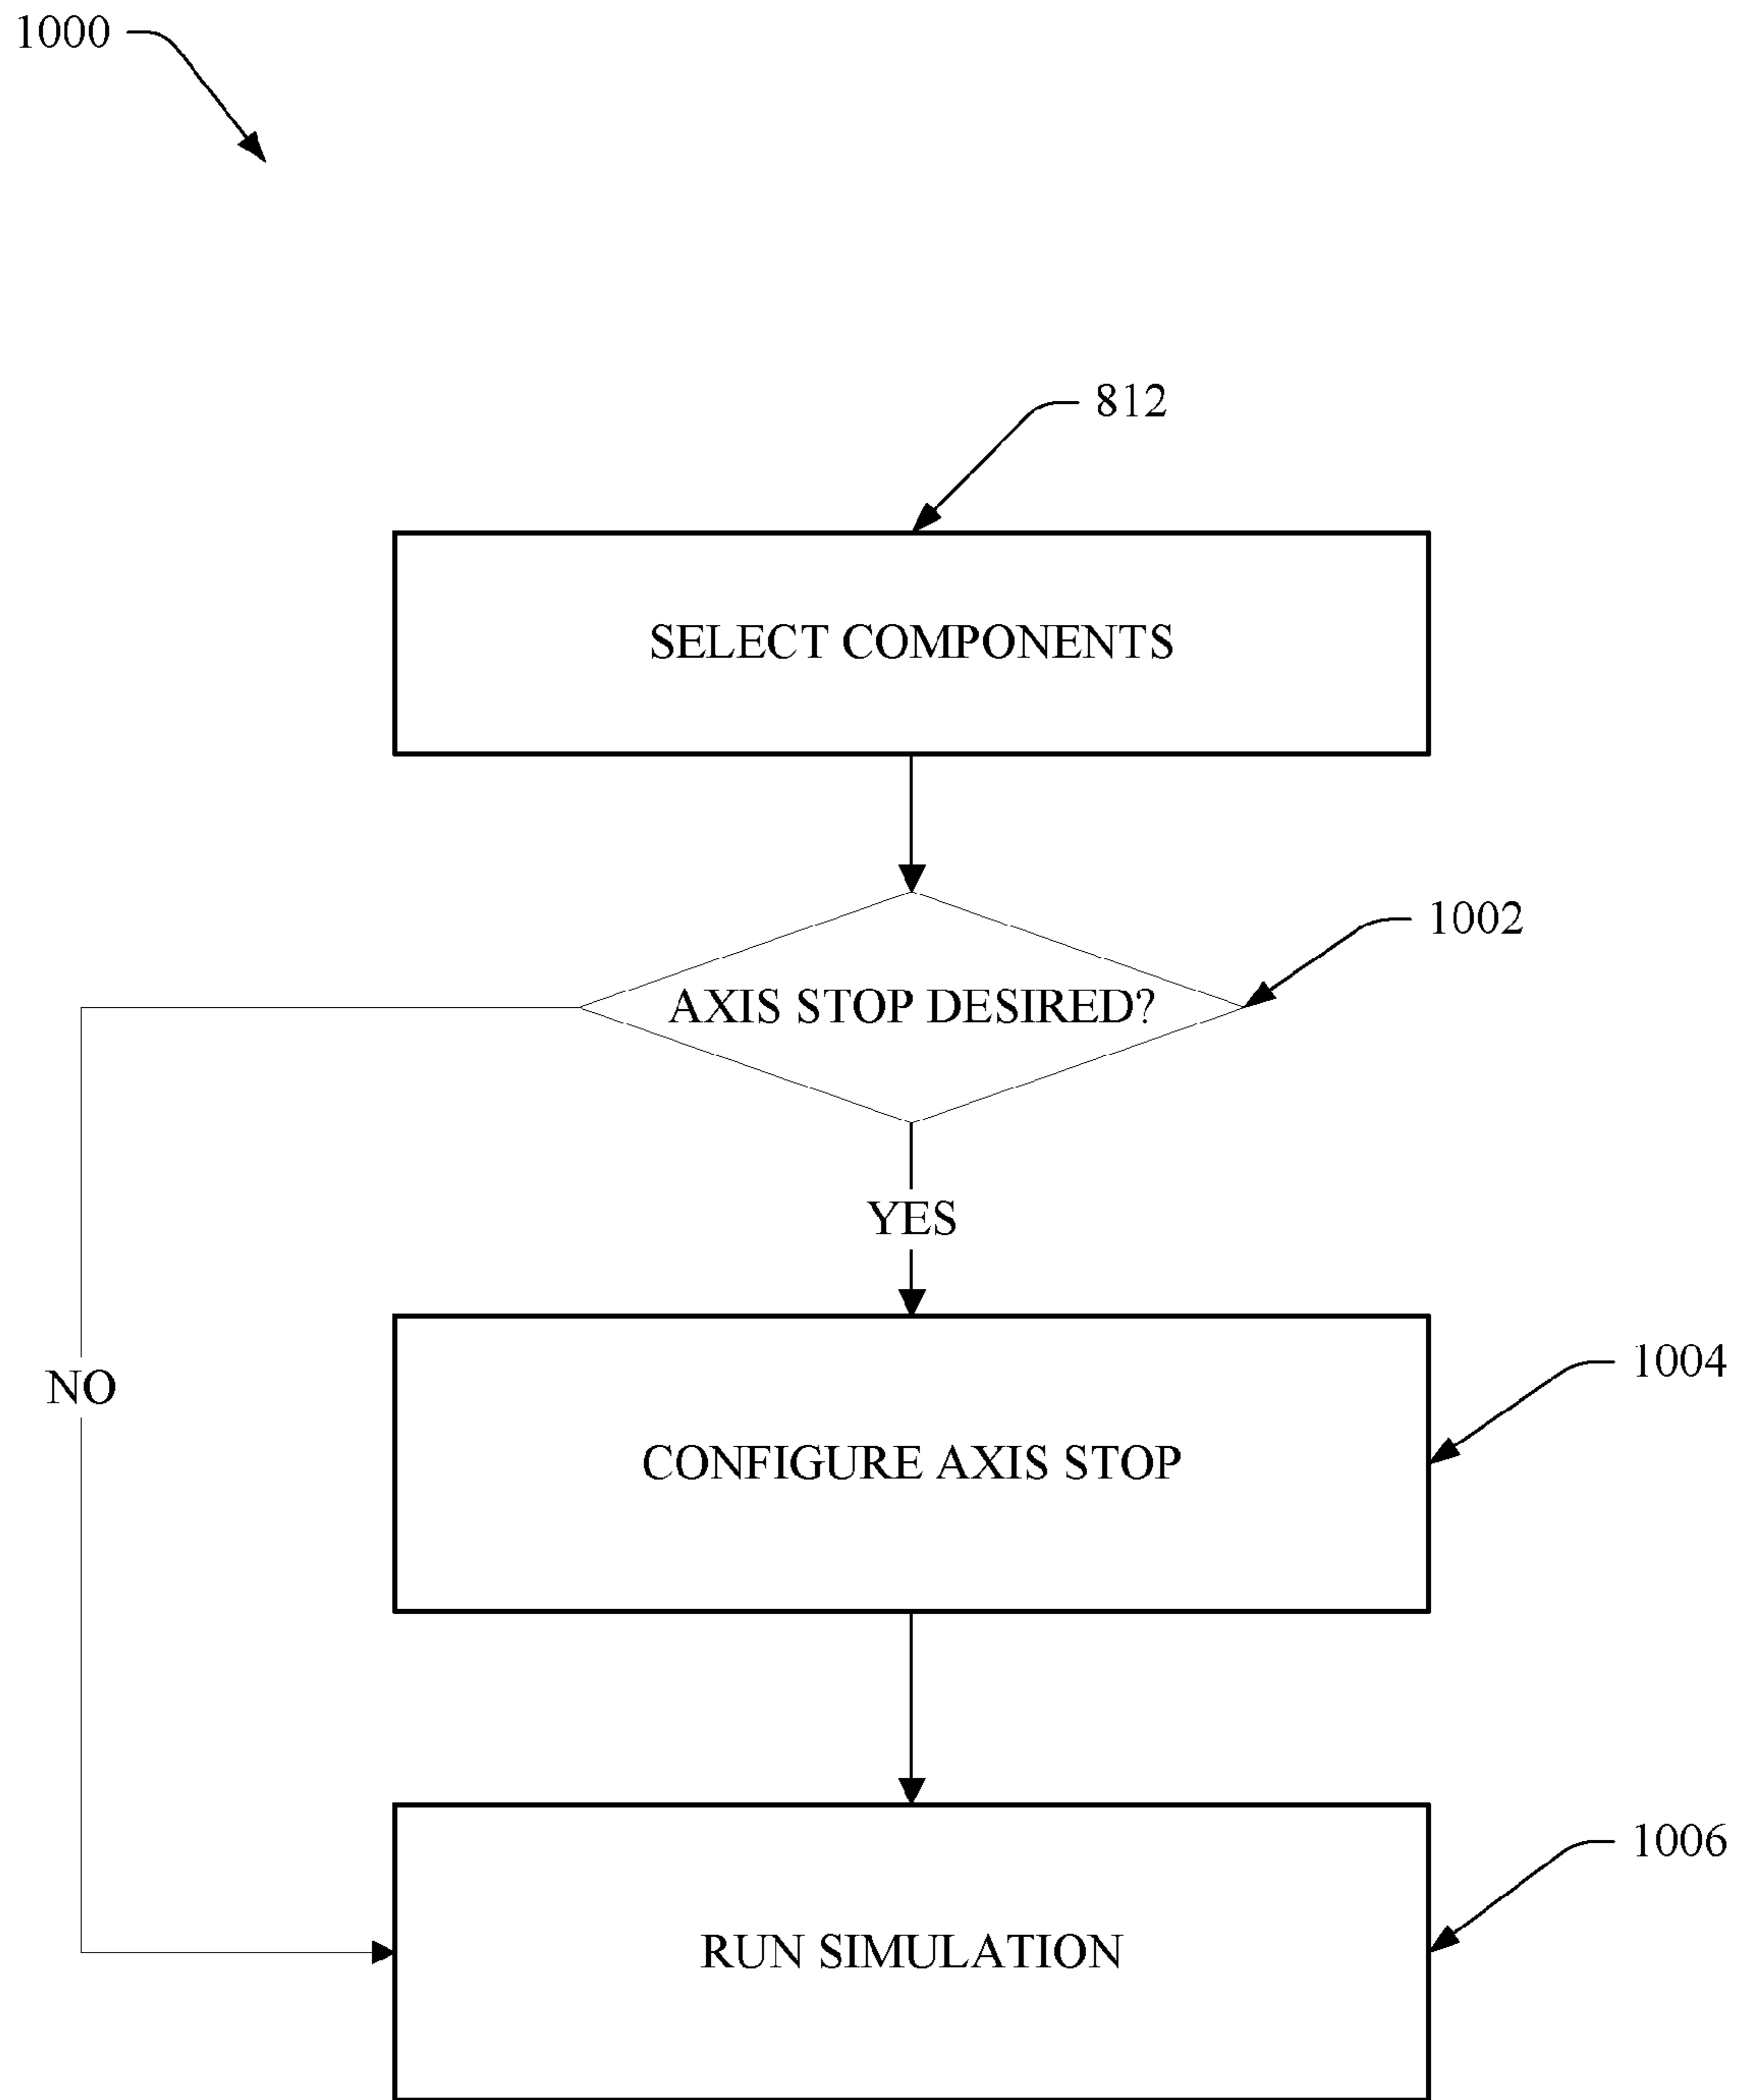 1000
812
SELECT COMPONENTS
1002
AXIS STOP DESIRED?
YES
1004
NO
CONFIGURE AXIS STOP
1006
RUN SIMULATION